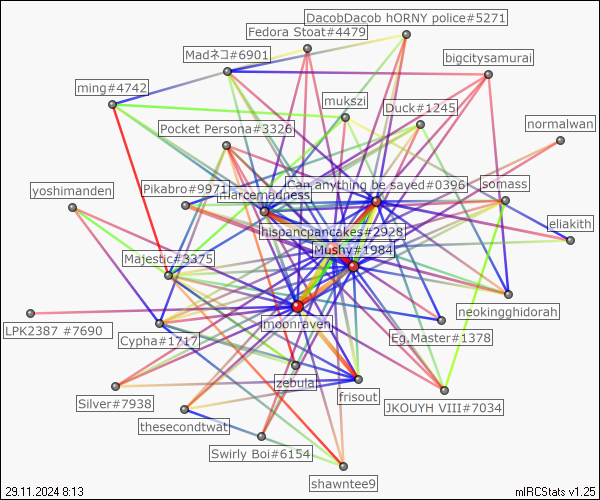 DacobDacob hORNY police#5271
Fedora Stoat#4479
Madネコ#6901
bigcitysamurai
ming#4742
mukszi
Duck#1245
normalwan
Pocket Persona#3326
yoshimanden
Pikabro#9971
Can anything be saved#0396
somass
marcemadness
hispancpancakes#2928
eliakith
Mushy#1984
Majestic#3375
neokingghidorah
LPK2387 #7690
moonraven
Cypha#1717
Eg,Master#1378
zebula
frisout
Silver#7938
JKOUYH VIII#7034
thesecondtwat
Swirly Boi#6154
shawntee9
29.11.2024 8:13
mIRCStats v1.25